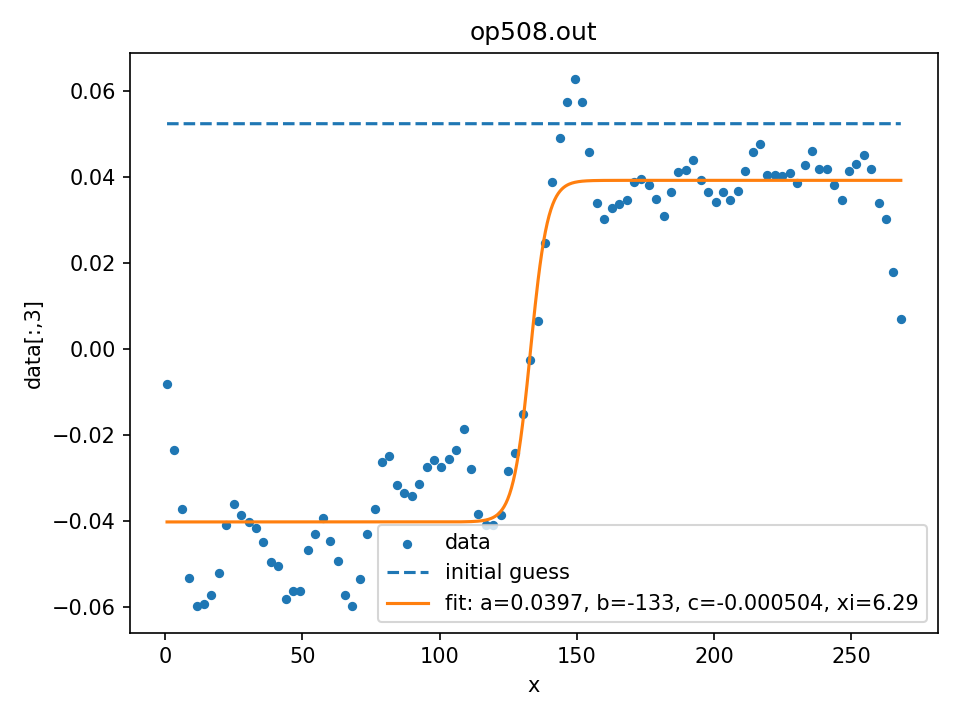 op508.out
0.06
0.04
0.02
0.00
−0.02
−0.04
−0.06
data[:,3]
data
initial guess
fit: a=0.0397, b=-133, c=-0.000504, xi=6.29
0 50 100 150 200 250
x